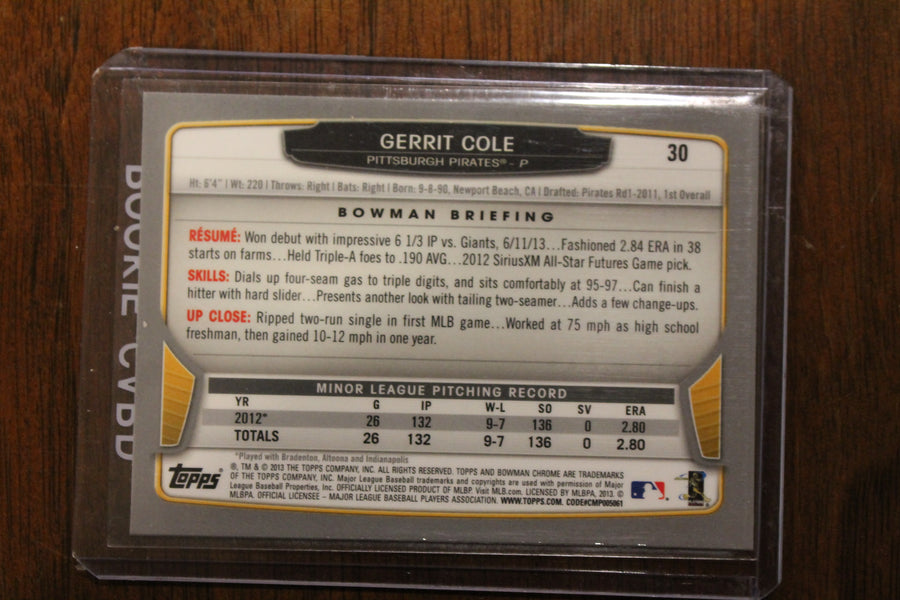 GERRIT COLE
PITTSBURGH PIRATES® - P
30
Ht: 6'4" | Wt: 220 | Throws: Right | Bats: Right | Born: 9-8-90, Newport Beach, CA | Drafted: Pirates Rd1-2011, 1st Overall
BOWMAN BRIEFING
RÉSUMÉ: Won debut with impressive 6 1/3 IP vs. Giants, 6/11/13...Fashioned 2.84 ERA in 38
starts on farms...Held Triple-A foes to .190 AVG...2012 SiriusXM All-Star Futures Game pick.
SKILLS: Dials up four-seam gas to triple digits, and sits comfortably at 95-97...Can finish a
hitter with hard slider...Presents another look with tailing two-seamer...Adds a few change-ups.
UP CLOSE: Ripped two-run single in first MLB game...Worked at 75 mph as high school
freshman, then gained 10-12 mph in one year.
MINOR LEAGUE PITCHING RECORD
YR G IP W-L SO SV ERA
2012* 26 132 9-7 136 0 2.80
TOTALS 26 132 9-7 136 0 2.80
*Played with Bradenton, Altoona and Indianapolis
®, TM & © 2013 THE TOPPS COMPANY, INC. ALL RIGHTS RESERVED. TOPPS AND BOWMAN CHROME ARE TRADEMARKS
OF THE TOPPS COMPANY, INC. Major League Baseball trademarks and copyrights are used with permission of Major
League Baseball Properties, Inc. OFFICIALLY LICENSED PRODUCT OF MLBP. Visit MLB.com. LICENSED BY MLBPA, 2013. ©
MLBPA. OFFICIAL LICENSEE – MAJOR LEAGUE BASEBALL PLAYERS ASSOCIATION. WWW.TOPPS.COM. CODE#CMP005061
Topps